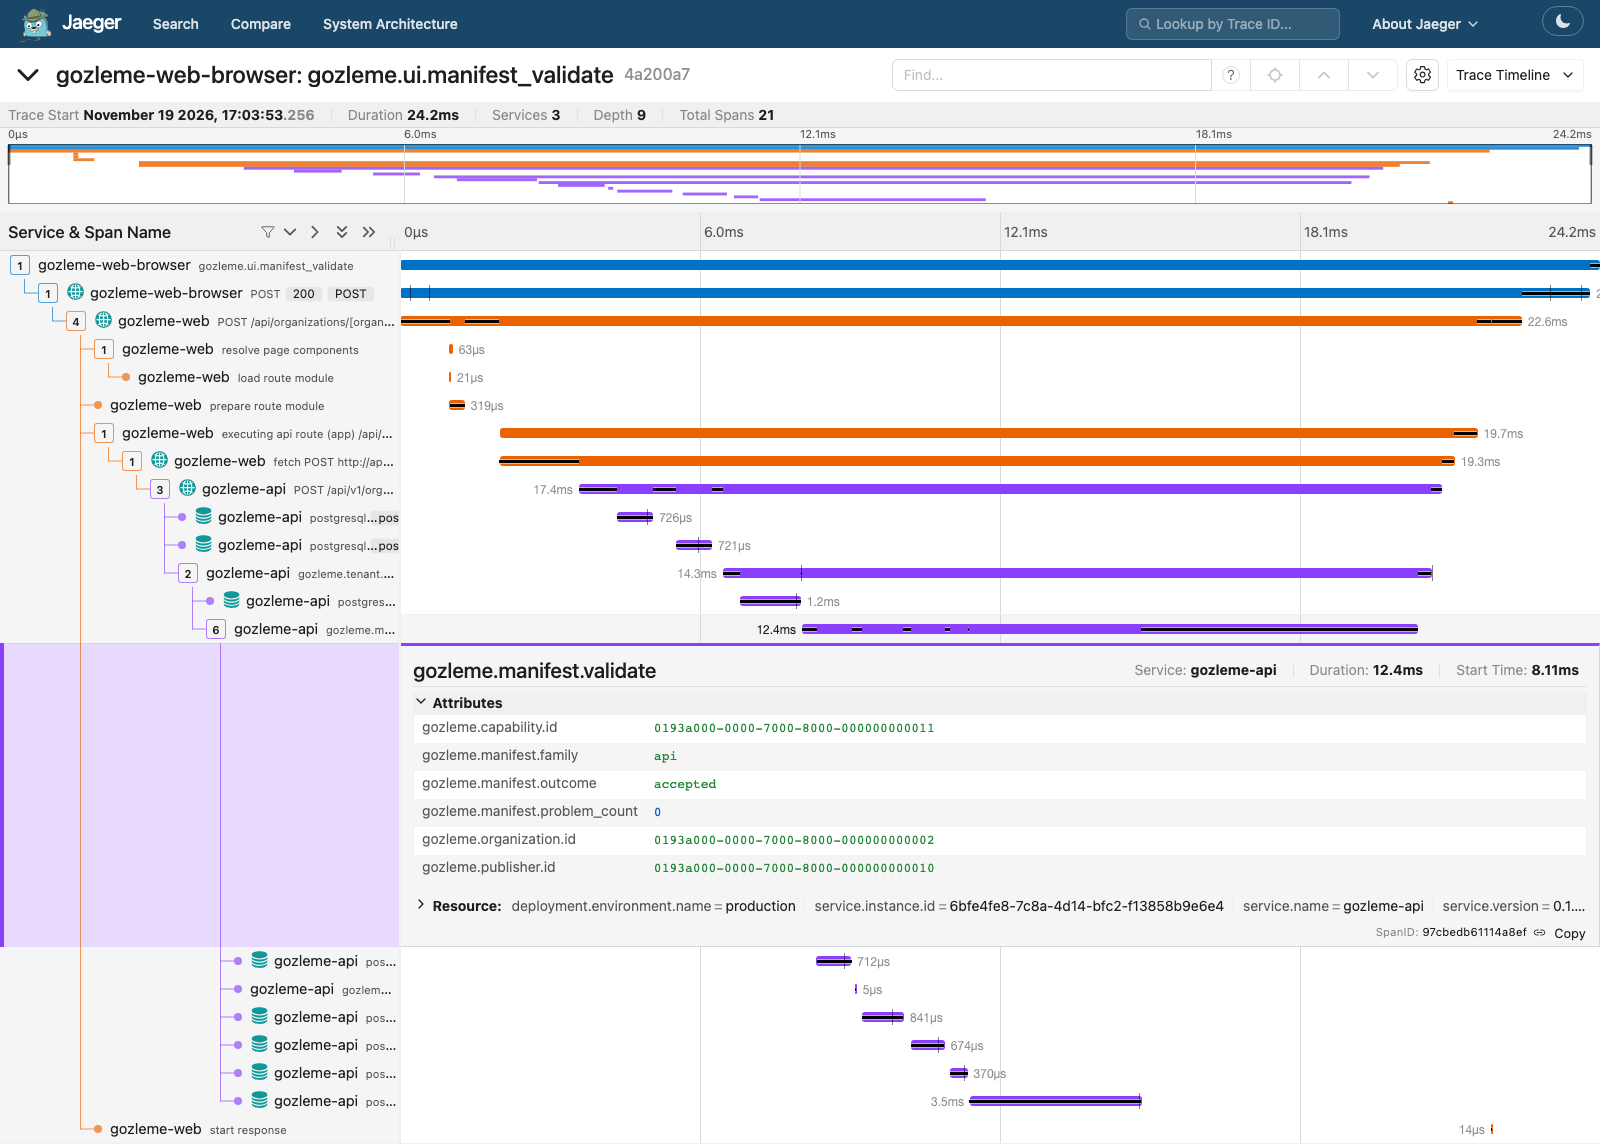 Jaeger Search Compare System Architecture Lookup by Trace ID... About Jaeger
gozleme-web-browser: gozleme.ui.manifest_validate 4a200a7 Find... ? Trace Timeline
Trace Start November 19 2026, 17:03:53.256 Duration 24.2ms Services 3 Depth 9 Total Spans 21
0μs 6.0ms 12.1ms 18.1ms 24.2ms
Service & Span Name 0μs 6.0ms 12.1ms 18.1ms 24.2ms
1 gozleme-web-browser gozleme.ui.manifest_validate
1 gozleme-web-browser POST 200 POST 2
4 gozleme-web POST /api/organizations/[organ... 22.6ms
1 gozleme-web resolve page components 63μs
gozleme-web load route module 21μs
gozleme-web prepare route module 319μs
1 gozleme-web executing api route (app) /api/... 19.7ms
1 gozleme-web fetch POST http://ap... 19.3ms
3 gozleme-api POST /api/v1/org... 17.4ms
gozleme-api postgresql...pos 726μs
gozleme-api postgresql...pos 721μs
2 gozleme-api gozleme.tenant.... 14.3ms
gozleme-api postgres... 1.2ms
6 gozleme-api gozleme.m... 12.4ms
gozleme.manifest.validate Service: gozleme-api Duration: 12.4ms Start Time: 8.11ms
Attributes
gozleme.capability.id 0193a000-0000-7000-8000-000000000011
gozleme.manifest.family api
gozleme.manifest.outcome accepted
gozleme.manifest.problem_count 0
gozleme.organization.id 0193a000-0000-7000-8000-000000000002
gozleme.publisher.id 0193a000-0000-7000-8000-000000000010
Resource: deployment.environment.name = production service.instance.id = 6bfe4fe8-7c8a-4d14-bfc2-f13858b9e6e4 service.name = gozleme-api service.version = 0.1....
SpanID: 97cbedb61114a8ef Copy
gozleme-api pos... 712μs
gozleme-api gozlem... 5μs
gozleme-api pos... 841μs
gozleme-api pos... 674μs
gozleme-api pos... 370μs
gozleme-api pos... 3.5ms
gozleme-web start response 14μs